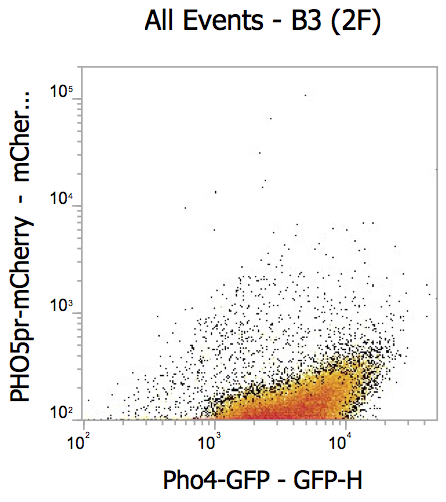 All Events - B3 (2F)
PHO5pr-mCherry - mCher...
10⁵
10⁴
10³
10²
10² 10³ 10⁴
Pho4-GFP - GFP-H